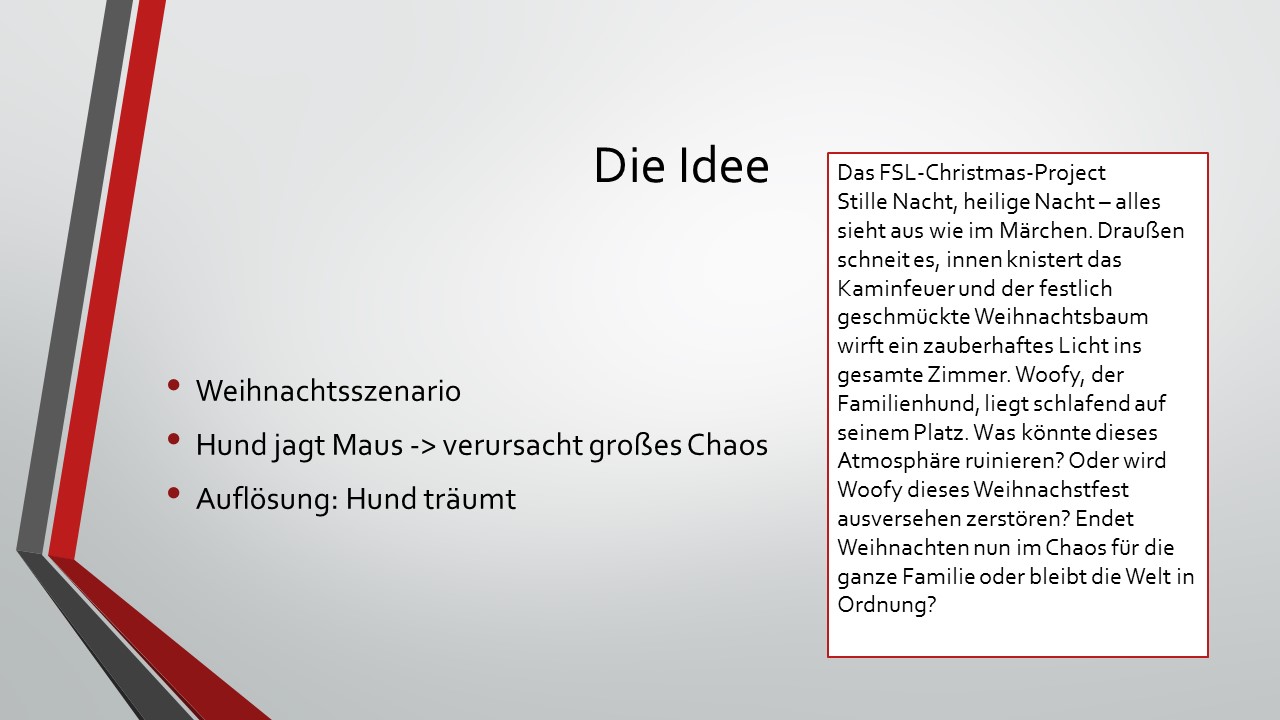 Die Idee
Weihnachtsszenario
Hund jagt Maus -> verursacht großes Chaos
Auflösung: Hund träumt
Das FSL-Christmas-Project
Stille Nacht, heilige Nacht – alles
sieht aus wie im Märchen. Draußen
schneit es, innen knistert das
Kaminfeuer und der festlich
geschmückte Weihnachtsbaum
wirft ein zauberhaftes Licht ins
gesamte Zimmer. Woofy, der
Familienhund, liegt schlafend auf
seinem Platz. Was könnte dieses
Atmosphäre ruinieren? Oder wird
Woofy dieses Weihnachstfest
ausversehen zerstören? Endet
Weihnachten nun im Chaos für die
ganze Familie oder bleibt die Welt in
Ordnung?